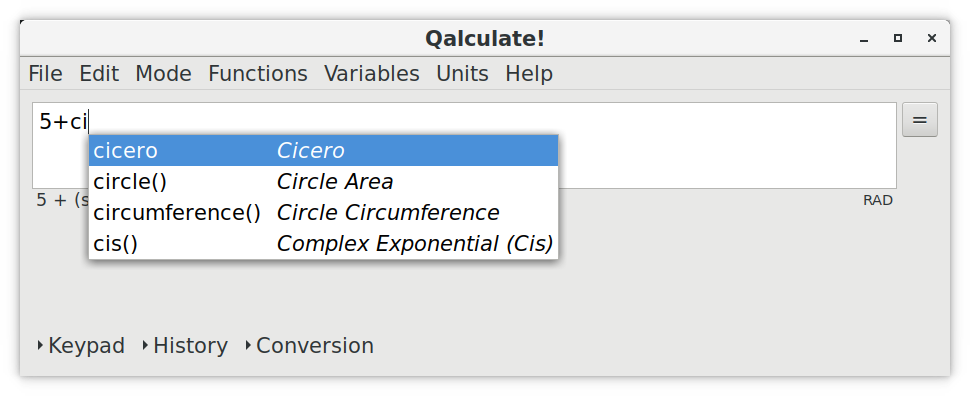 Qalculate!
File Edit Mode Functions Variables Units Help
5+ci
=
cicero Cicero
circle() Circle Area
circumference() Circle Circumference
cis() Complex Exponential (Cis)
5 + (s
RAD
Keypad History Conversion